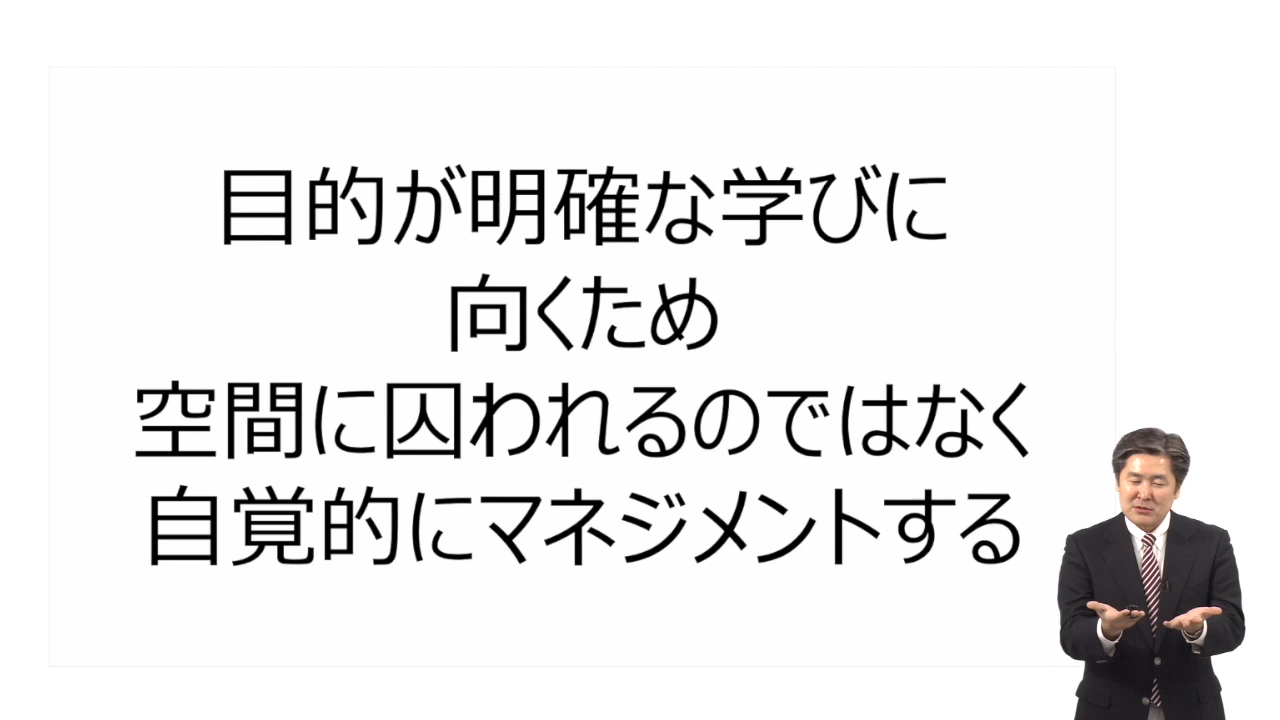 目的が明確な学びに
向くため
空間に囚われるのではなく
自覚的にマネジメントする